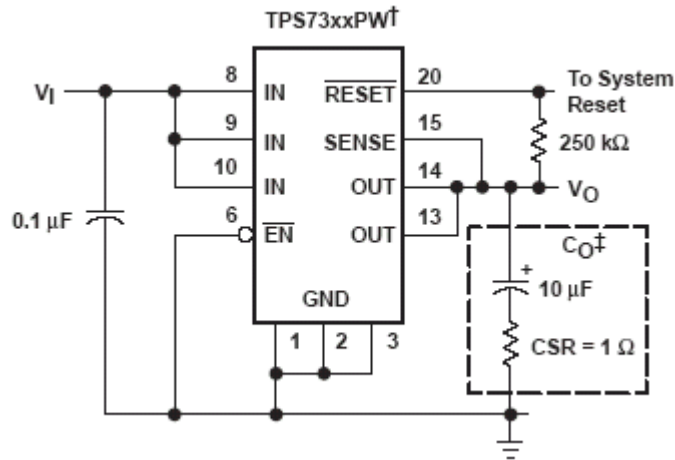 TPS73xxPW†
VI
8
IN
RESET
20
To System
Reset
9
IN
SENSE
15
250 kΩ
10
IN
OUT
14
VO
0.1 μF
6
EN
OUT
13
CO‡
+
10 μF
GND
1
2
3
CSR = 1 Ω